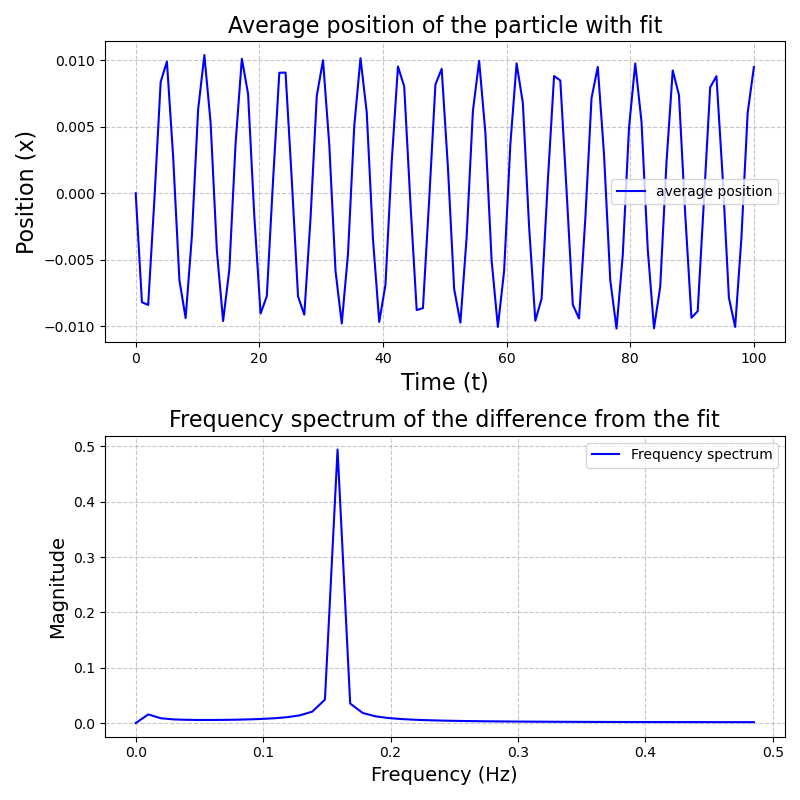 Average position of the particle with fit
0.010
0.005
0.000
−0.005
−0.010
Position (x)
average position
0 20 40 60 80 100
Time (t)
Frequency spectrum of the difference from the fit
0.5
0.4
0.3
0.2
0.1
0.0
Magnitude
Frequency spectrum
0.0 0.1 0.2 0.3 0.4 0.5
Frequency (Hz)